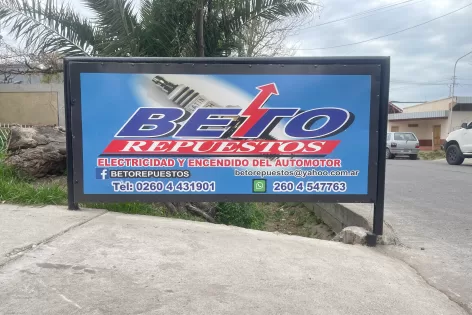 BETO
REPUESTOS
ELECTRICIDAD Y ENCENDIDO DEL AUTOMOTOR
f BETOREPUESTOS betorepuestos@yahoo.com.ar
Tel: 0260 4 431901 260 4 547763